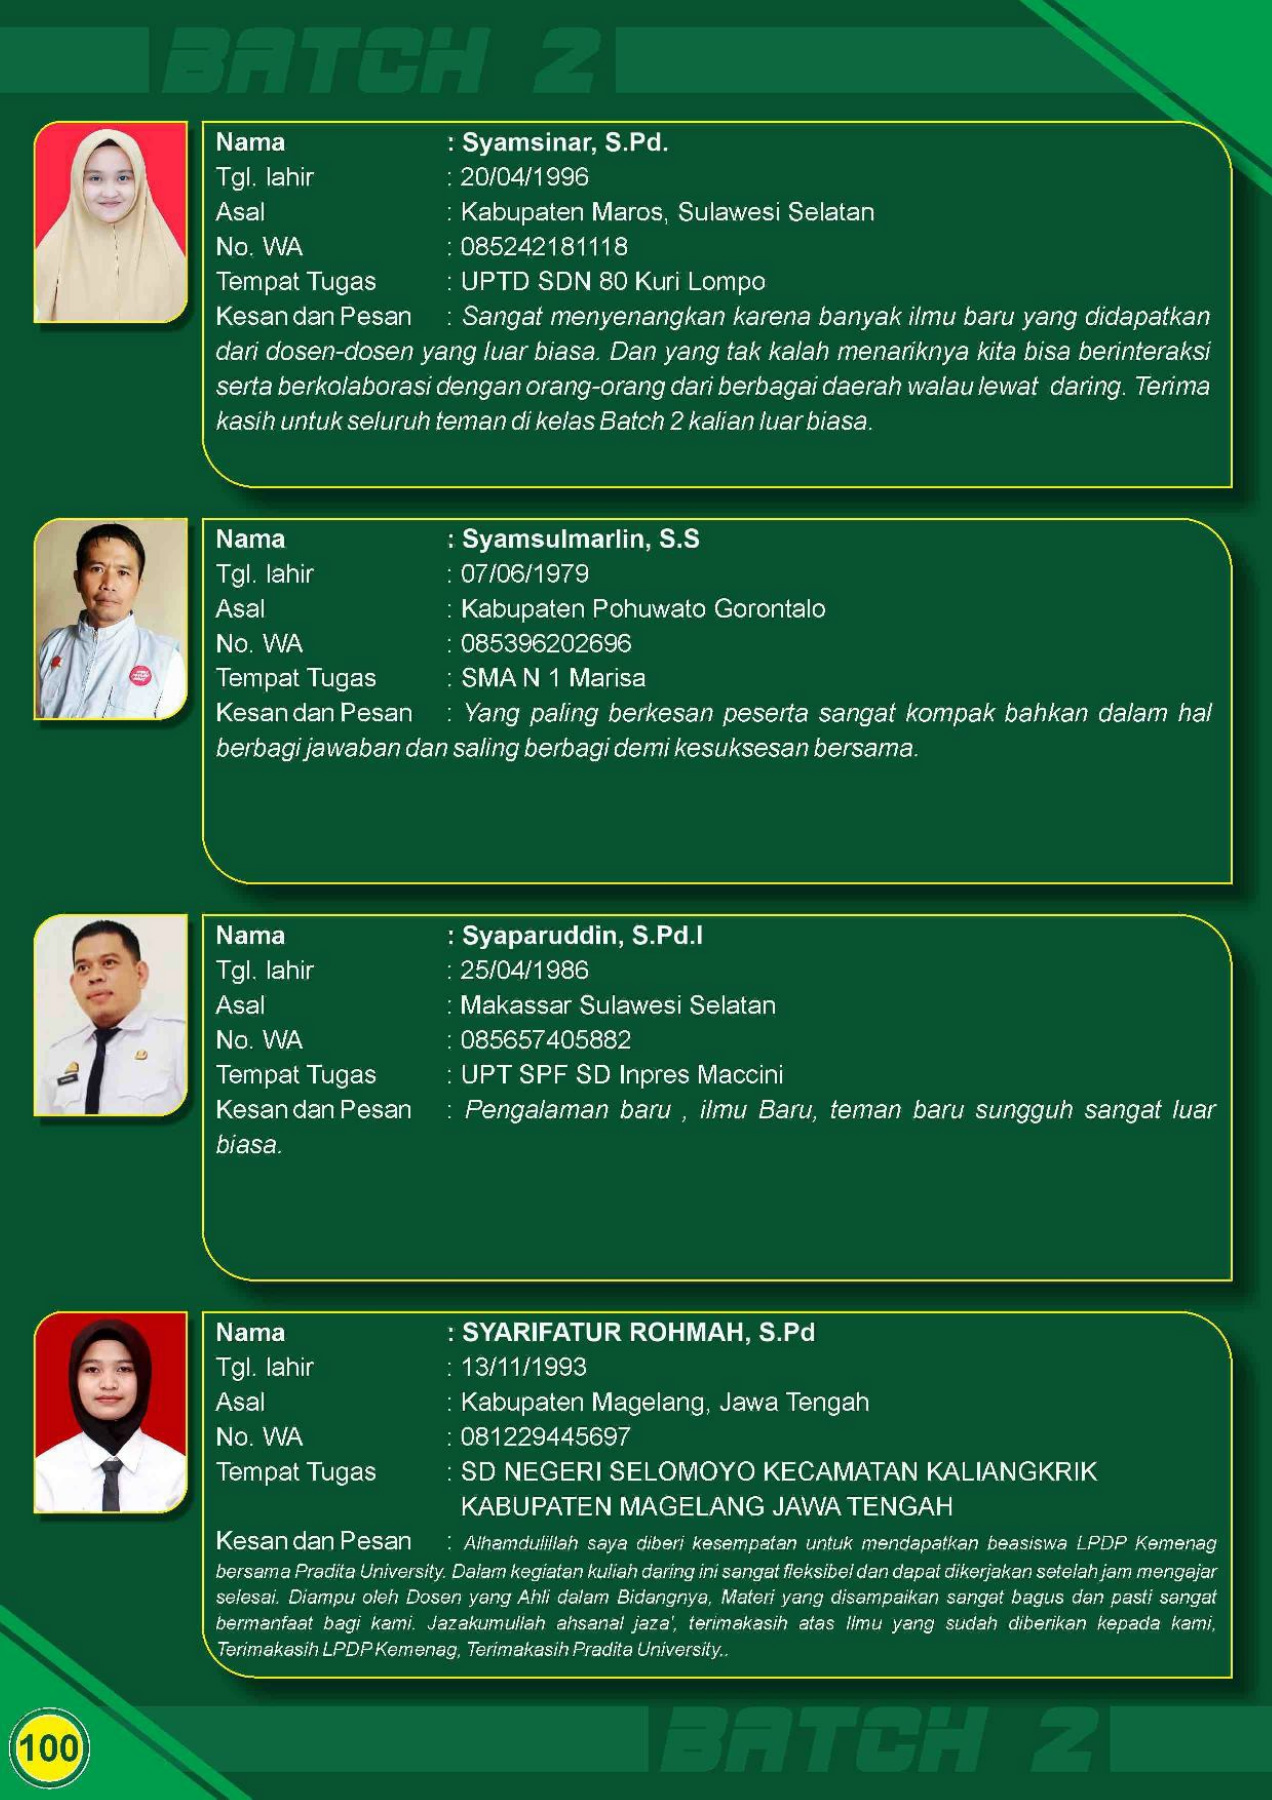 BATCH 2
Nama : Syamsinar, S.Pd.
Tgl. lahir : 20/04/1996
Asal : Kabupaten Maros, Sulawesi Selatan
No. WA : 085242181118
Tempat Tugas : UPTD SDN 80 Kuri Lompo
Kesan dan Pesan : Sangat menyenangkan karena banyak ilmu baru yang didapatkan
dari dosen-dosen yang luar biasa. Dan yang tak kalah menariknya kita bisa berinteraksi
serta berkolaborasi dengan orang-orang dari berbagai daerah walau lewat daring. Terima
kasih untuk seluruh teman di kelas Batch 2 kalian luar biasa.
Nama : Syamsulmarlin, S.S
Tgl. lahir : 07/06/1979
Asal : Kabupaten Pohuwato Gorontalo
No. WA : 085396202696
Tempat Tugas : SMA N 1 Marisa
Kesan dan Pesan : Yang paling berkesan peserta sangat kompak bahkan dalam hal
berbagi jawaban dan saling berbagi demi kesuksesan bersama.
Nama : Syaparuddin, S.Pd.I
Tgl. lahir : 25/04/1986
Asal : Makassar Sulawesi Selatan
No. WA : 085657405882
Tempat Tugas : UPT SPF SD Inpres Maccini
Kesan dan Pesan : Pengalaman baru , ilmu Baru, teman baru sungguh sangat luar
biasa.
Nama : SYARIFATUR ROHMAH, S.Pd
Tgl. lahir : 13/11/1993
Asal : Kabupaten Magelang, Jawa Tengah
No. WA : 081229445697
Tempat Tugas : SD NEGERI SELOMOYO KECAMATAN KALIANGKRIK
KABUPATEN MAGELANG JAWA TENGAH
Kesan dan Pesan : Alhamdulillah saya diberi kesempatan untuk mendapatkan beasiswa LPDP Kemenag
bersama Pradita University. Dalam kegiatan kuliah daring ini sangat fleksibel dan dapat dikerjakan setelah jam mengajar
selesai. Diampu oleh Dosen yang Ahli dalam Bidangnya, Materi yang disampaikan sangat bagus dan pasti sangat
bermanfaat bagi kami. Jazakumullah ahsanal jaza', terimakasih atas Ilmu yang sudah diberikan kepada kami,
Terimakasih LPDP Kemenag, Terimakasih Pradita University..
100
BATCH 2